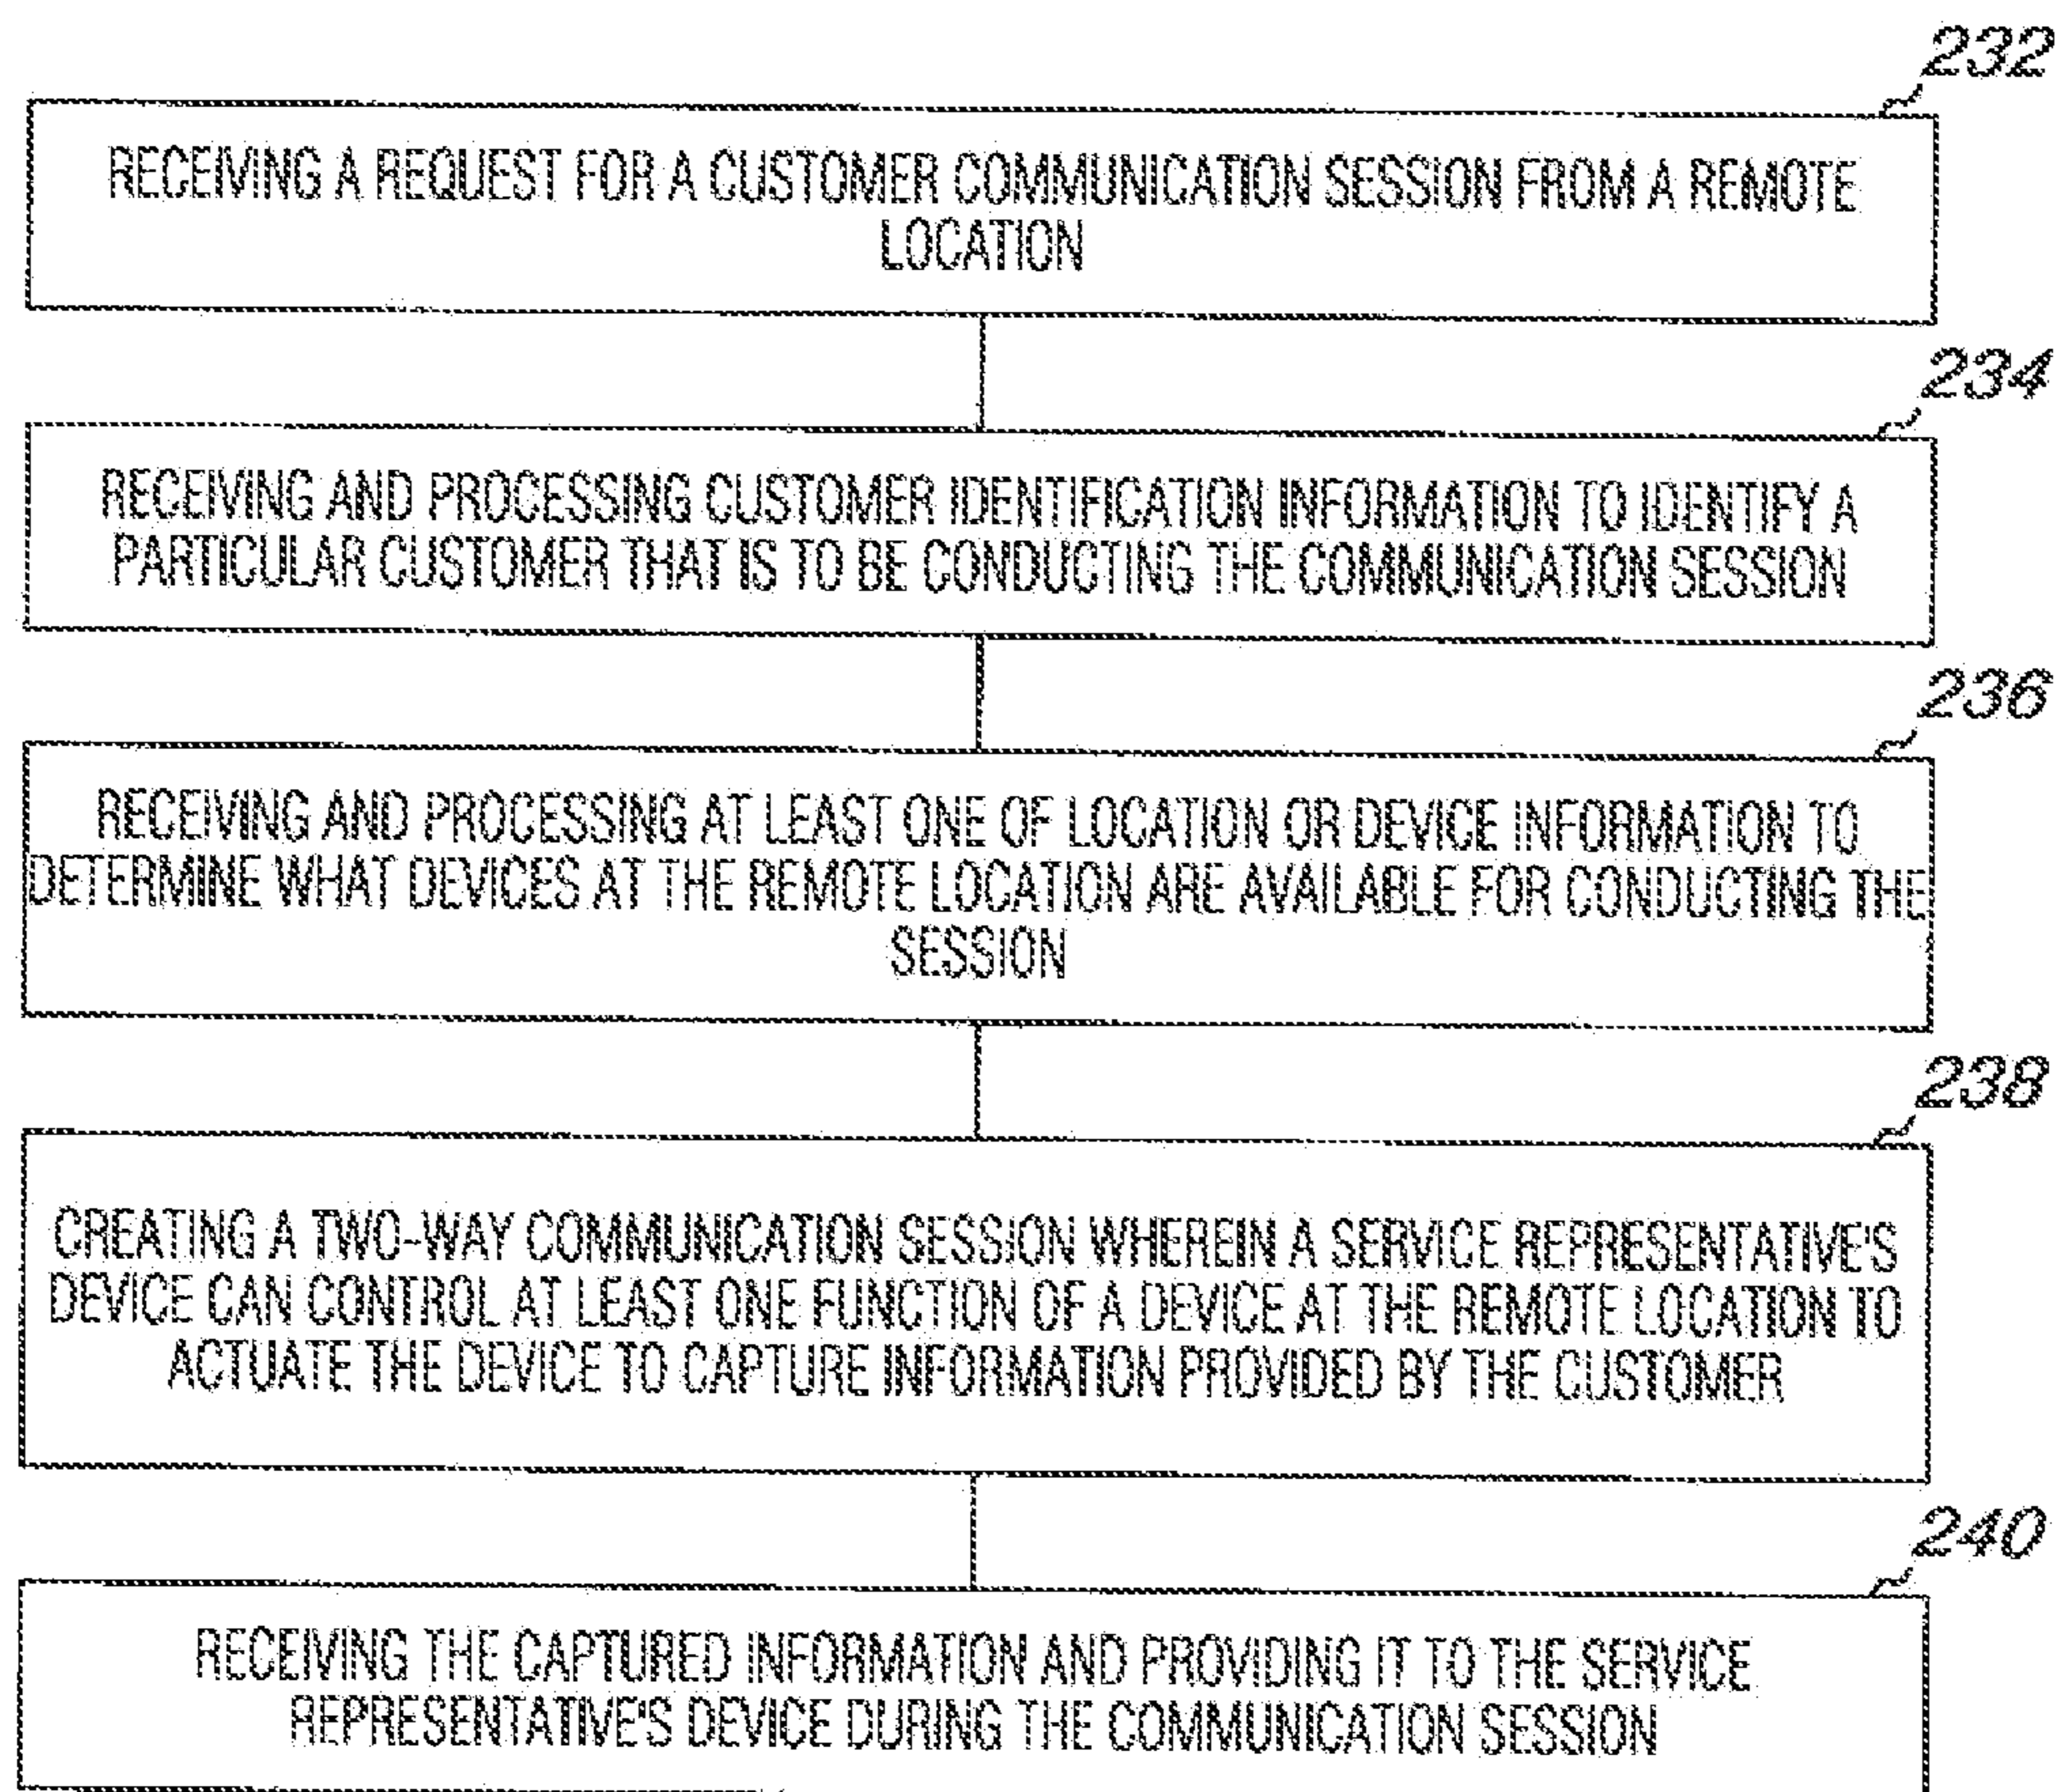 232
RECEIVING A REQUEST FOR A CUSTOMER COMMUNICATION SESSION FROM A REMOTE
LOCATION
234
RECEIVING AND PROCESSING CUSTOMER IDENTIFICATION INFORMATION TO IDENTIFY A
PARTICULAR CUSTOMER THAT IS TO BE CONDUCTING THE COMMUNICATION SESSION
236
RECEIVING AND PROCESSING AT LEAST ONE OF LOCATION OR DEVICE INFORMATION TO
DETERMINE WHAT DEVICES AT THE REMOTE LOCATION ARE AVAILABLE FOR CONDUCTING THE
SESSION
238
CREATING A TWO-WAY COMMUNICATION SESSION WHEREIN A SERVICE REPRESENTATIVE'S
DEVICE CAN CONTROL AT LEAST ONE FUNCTION OF A DEVICE AT THE REMOTE LOCATION TO
ACTUATE THE DEVICE TO CAPTURE INFORMATION PROVIDED BY THE CUSTOMER
240
RECEIVING THE CAPTURED INFORMATION AND PROVIDING IT TO THE SERVICE
REPRESENTATIVE'S DEVICE DURING THE COMMUNICATION SESSION